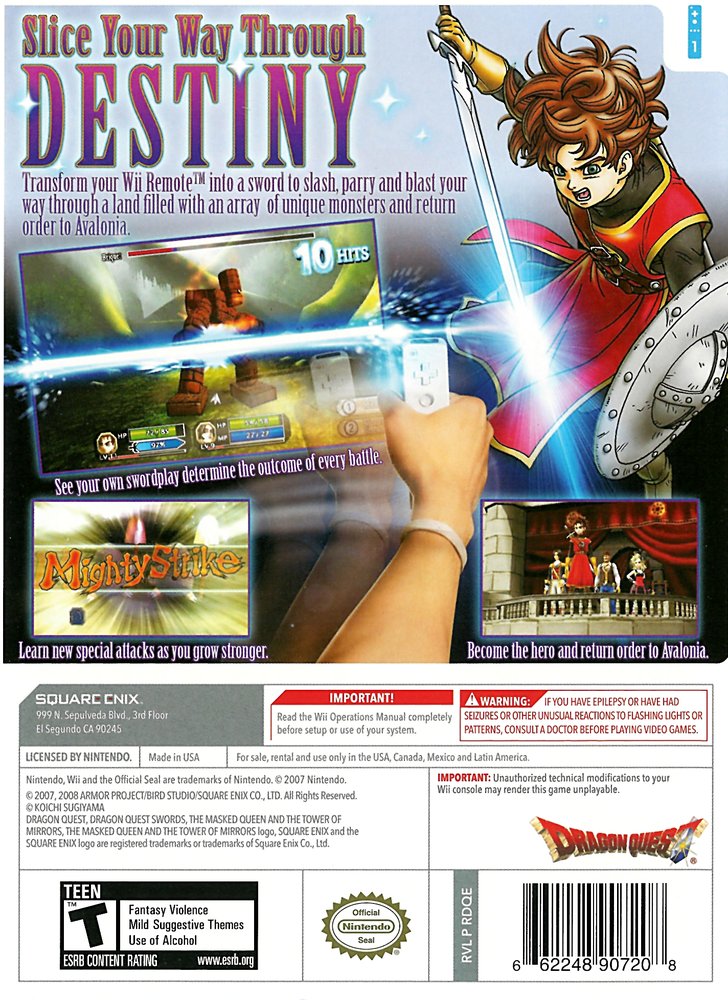 Slice Your Way Through
DESTINY
Transform your Wii Remote™ into a sword to slash, parry and blast your
way through a land filled with an array of unique monsters and return
order to Avalonia.
1
10 HITS
HP
HP
MP
27/27
See your own swordplay determine the outcome of every battle.
Mighty Strike
Learn new special attacks as you grow stronger.
Become the hero and return order to Avalonia.
SQUARE ENIX.
999 N. Sepulveda Blvd., 3rd Floor
El Segundo CA 90245
IMPORTANT!
Read the Wii Operations Manual completely
before setup or use of your system.
WARNING: IF YOU HAVE EPILEPSY OR HAVE HAD
SEIZURES OR OTHER UNUSUAL REACTIONS TO FLASHING LIGHTS OR
PATTERNS, CONSULT A DOCTOR BEFORE PLAYING VIDEO GAMES.
LICENSED BY NINTENDO.
Made in USA
For sale, rental and use only in the USA, Canada, Mexico and Latin America.
Nintendo, Wii and the Official Seal are trademarks of Nintendo. © 2007 Nintendo.
© 2007, 2008 ARMOR PROJECT/BIRD STUDIO/SQUARE ENIX CO., LTD. All Rights Reserved.
© KOICHI SUGIYAMA
DRAGON QUEST, DRAGON QUEST SWORDS, THE MASKED QUEEN AND THE TOWER OF
MIRRORS, THE MASKED QUEEN AND THE TOWER OF MIRRORS logo, SQUARE ENIX and the
SQUARE ENIX logo are registered trademarks or trademarks of Square Enix Co., Ltd.
IMPORTANT: Unauthorized technical modifications to your
Wii console may render this game unplayable.
DRAGON QUEST®
TEEN
T™
Fantasy Violence
Mild Suggestive Themes
Use of Alcohol
ESRB CONTENT RATING www.esrb.org
Official
Nintendo
Seal
®
RVL P RDQE
6 62248 90720 8